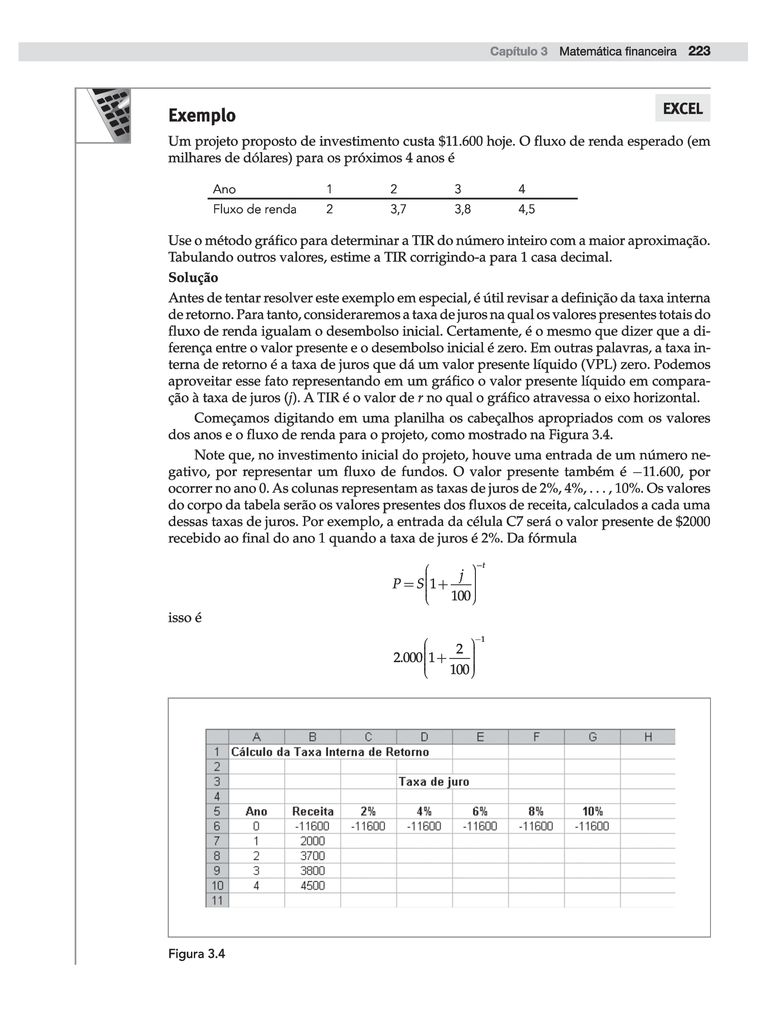 Capítulo 3 Matemática financeira 223
Exemplo
EXCEL
Um projeto proposto de investimento custa $11.600 hoje. O fluxo de renda esperado (em
milhares de dólares) para os próximos 4 anos é
Ano 1 2 3 4
Fluxo de renda 2 3,7 3,8 4,5
Use o método gráfico para determinar a TIR do número inteiro com a maior aproximação.
Tabulando outros valores, estime a TIR corrigindo-a para 1 casa decimal.
Solução
Antes de tentar resolver este exemplo em especial, é útil revisar a definição da taxa interna
de retorno. Para tanto, consideraremos a taxa de juros na qual os valores presentes totais do
fluxo de renda igualam o desembolso inicial. Certamente, é o mesmo que dizer que a di-
ferença entre o valor presente e o desembolso inicial é zero. Em outras palavras, a taxa in-
terna de retorno é a taxa de juros que dá um valor presente líquido (VPL) zero. Podemos
aproveitar esse fato representando em um gráfico o valor presente líquido em compara-
ção à taxa de juros (j). A TIR é o valor de r no qual o gráfico atravessa o eixo horizontal.
Começamos digitando em uma planilha os cabeçalhos apropriados com os valores
dos anos e o fluxo de renda para o projeto, como mostrado na Figura 3.4.
Note que, no investimento inicial do projeto, houve uma entrada de um número ne-
gativo, por representar um fluxo de fundos. O valor presente também é −11.600, por
ocorrer no ano 0. As colunas representam as taxas de juros de 2%, 4%, . . . , 10%. Os valores
do corpo da tabela serão os valores presentes dos fluxos de receita, calculados a cada uma
dessas taxas de juros. Por exemplo, a entrada da célula C7 será o valor presente de $2000
recebido ao final do ano 1 quando a taxa de juros é 2%. Da fórmula
P = S(1 + j/100)^−t
isso é
2.000(1 + 2/100)^−1
A B C D E F G H
1 Cálculo da Taxa Interna de Retorno
2
3 Taxa de juro
4
5 Ano Receita 2% 4% 6% 8% 10%
6 0 -11600 -11600 -11600 -11600 -11600 -11600
7 1 2000
8 2 3700
9 3 3800
10 4 4500
11
Figura 3.4